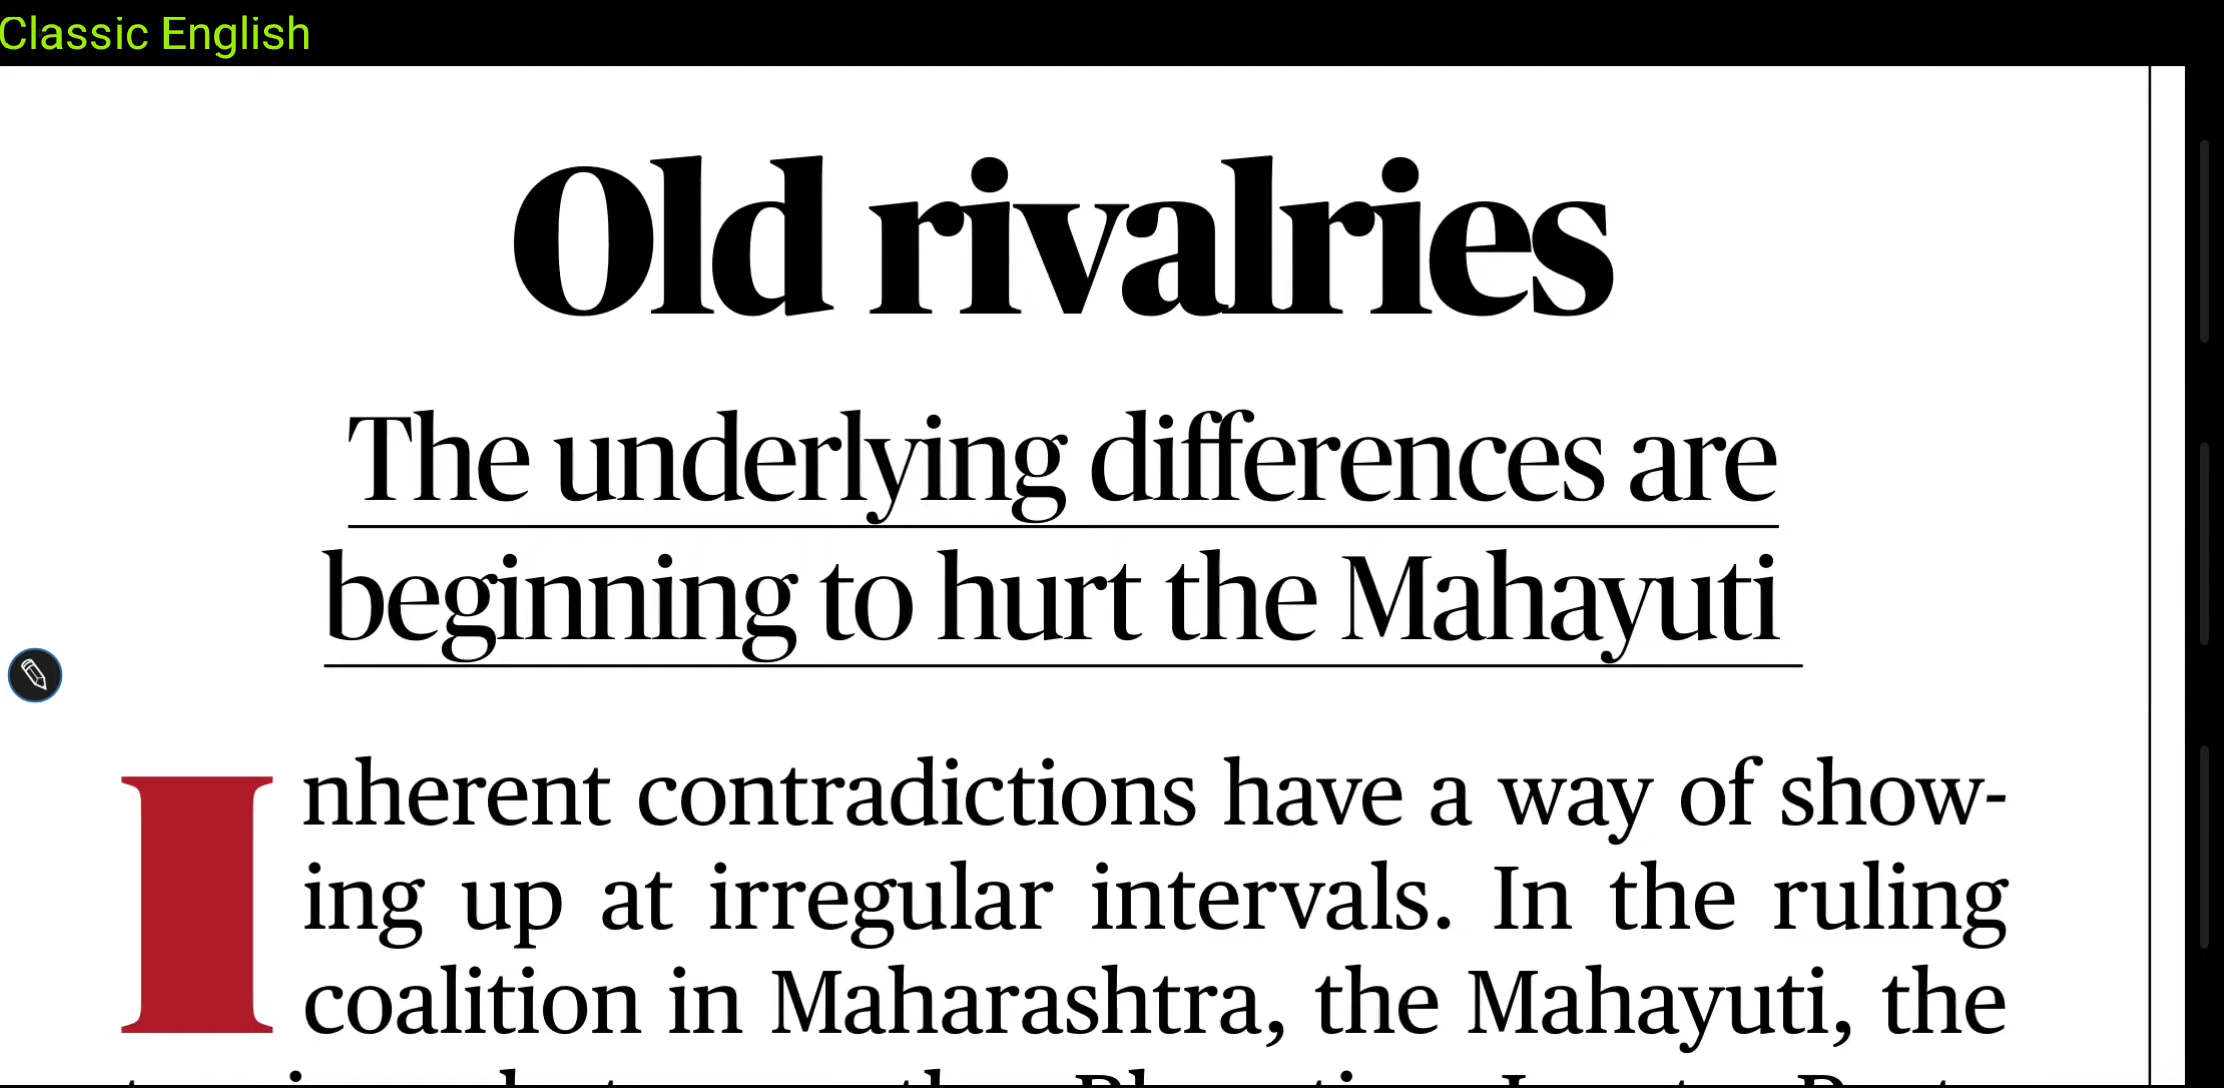 Classic English
Old rivalries
The underlying differences are
beginning to hurt the Mahayuti
Inherent contradictions have a way of show-
ing up at irregular intervals. In the ruling
coalition in Maharashtra, the Mahayuti, the